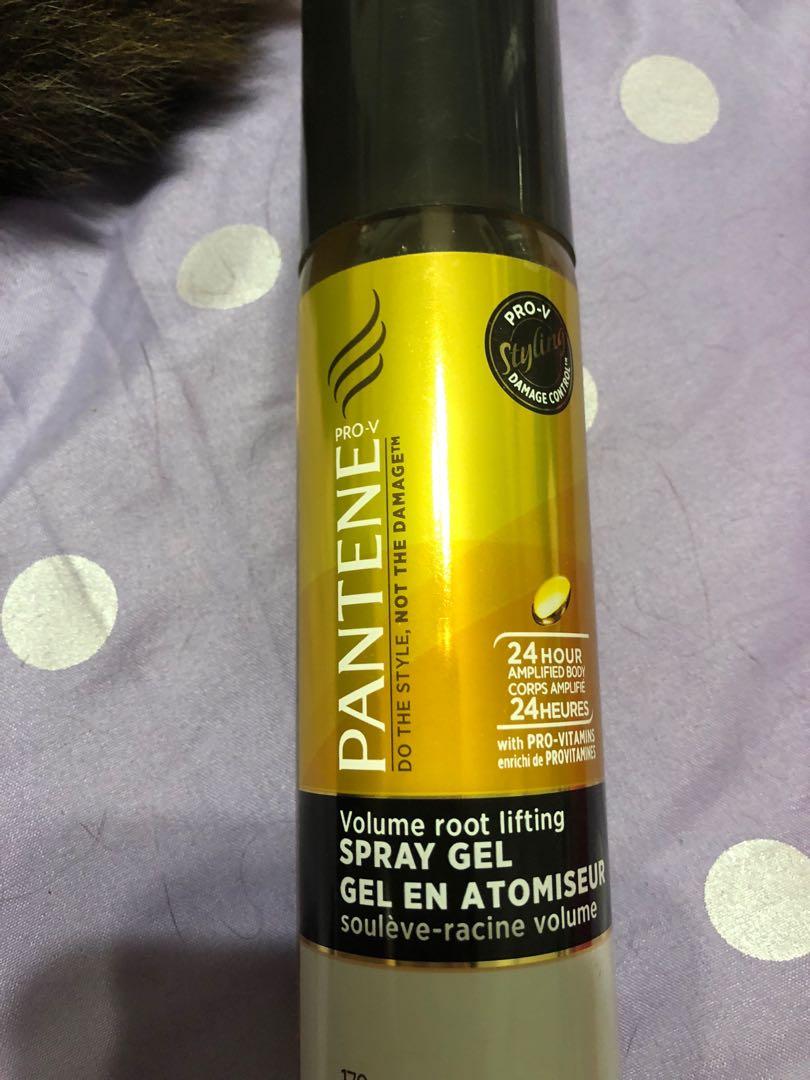 PRO-V
Styling
DAMAGE CONTROL™
PRO-V
PANTENE
DO THE STYLE, NOT THE DAMAGE™
24 HOUR
AMPLIFIED BODY
CORPS AMPLIFIÉ
24 HEURES
with PRO-VITAMINS
enrichi de PROVITAMINES
Volume root lifting
SPRAY GEL
GEL EN ATOMISEUR
soulève-racine volume